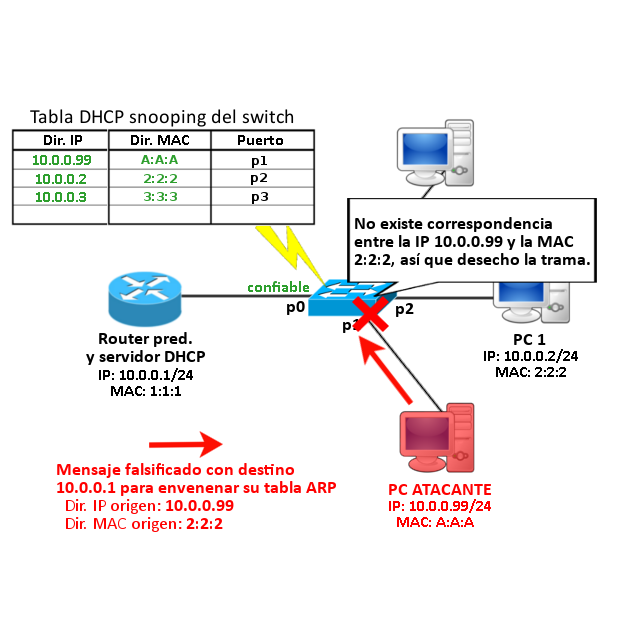 Tabla DHCP snooping del switch
Dir. IP Dir. MAC Puerto
10.0.0.99 A:A:A p1
10.0.0.2 2:2:2 p2
10.0.0.3 3:3:3 p3
No existe correspondencia
entre la IP 10.0.0.99 y la MAC
2:2:2, así que desecho la trama.
confiable
p0
p1
p2
Router pred.
y servidor DHCP
IP: 10.0.0.1/24
MAC: 1:1:1
PC 1
IP: 10.0.0.2/24
MAC: 2:2:2
Mensaje falsificado con destino
10.0.0.1 para envenenar su tabla ARP
Dir. IP origen: 10.0.0.99
Dir. MAC origen: 2:2:2
PC ATACANTE
IP: 10.0.0.99/24
MAC: A:A:A